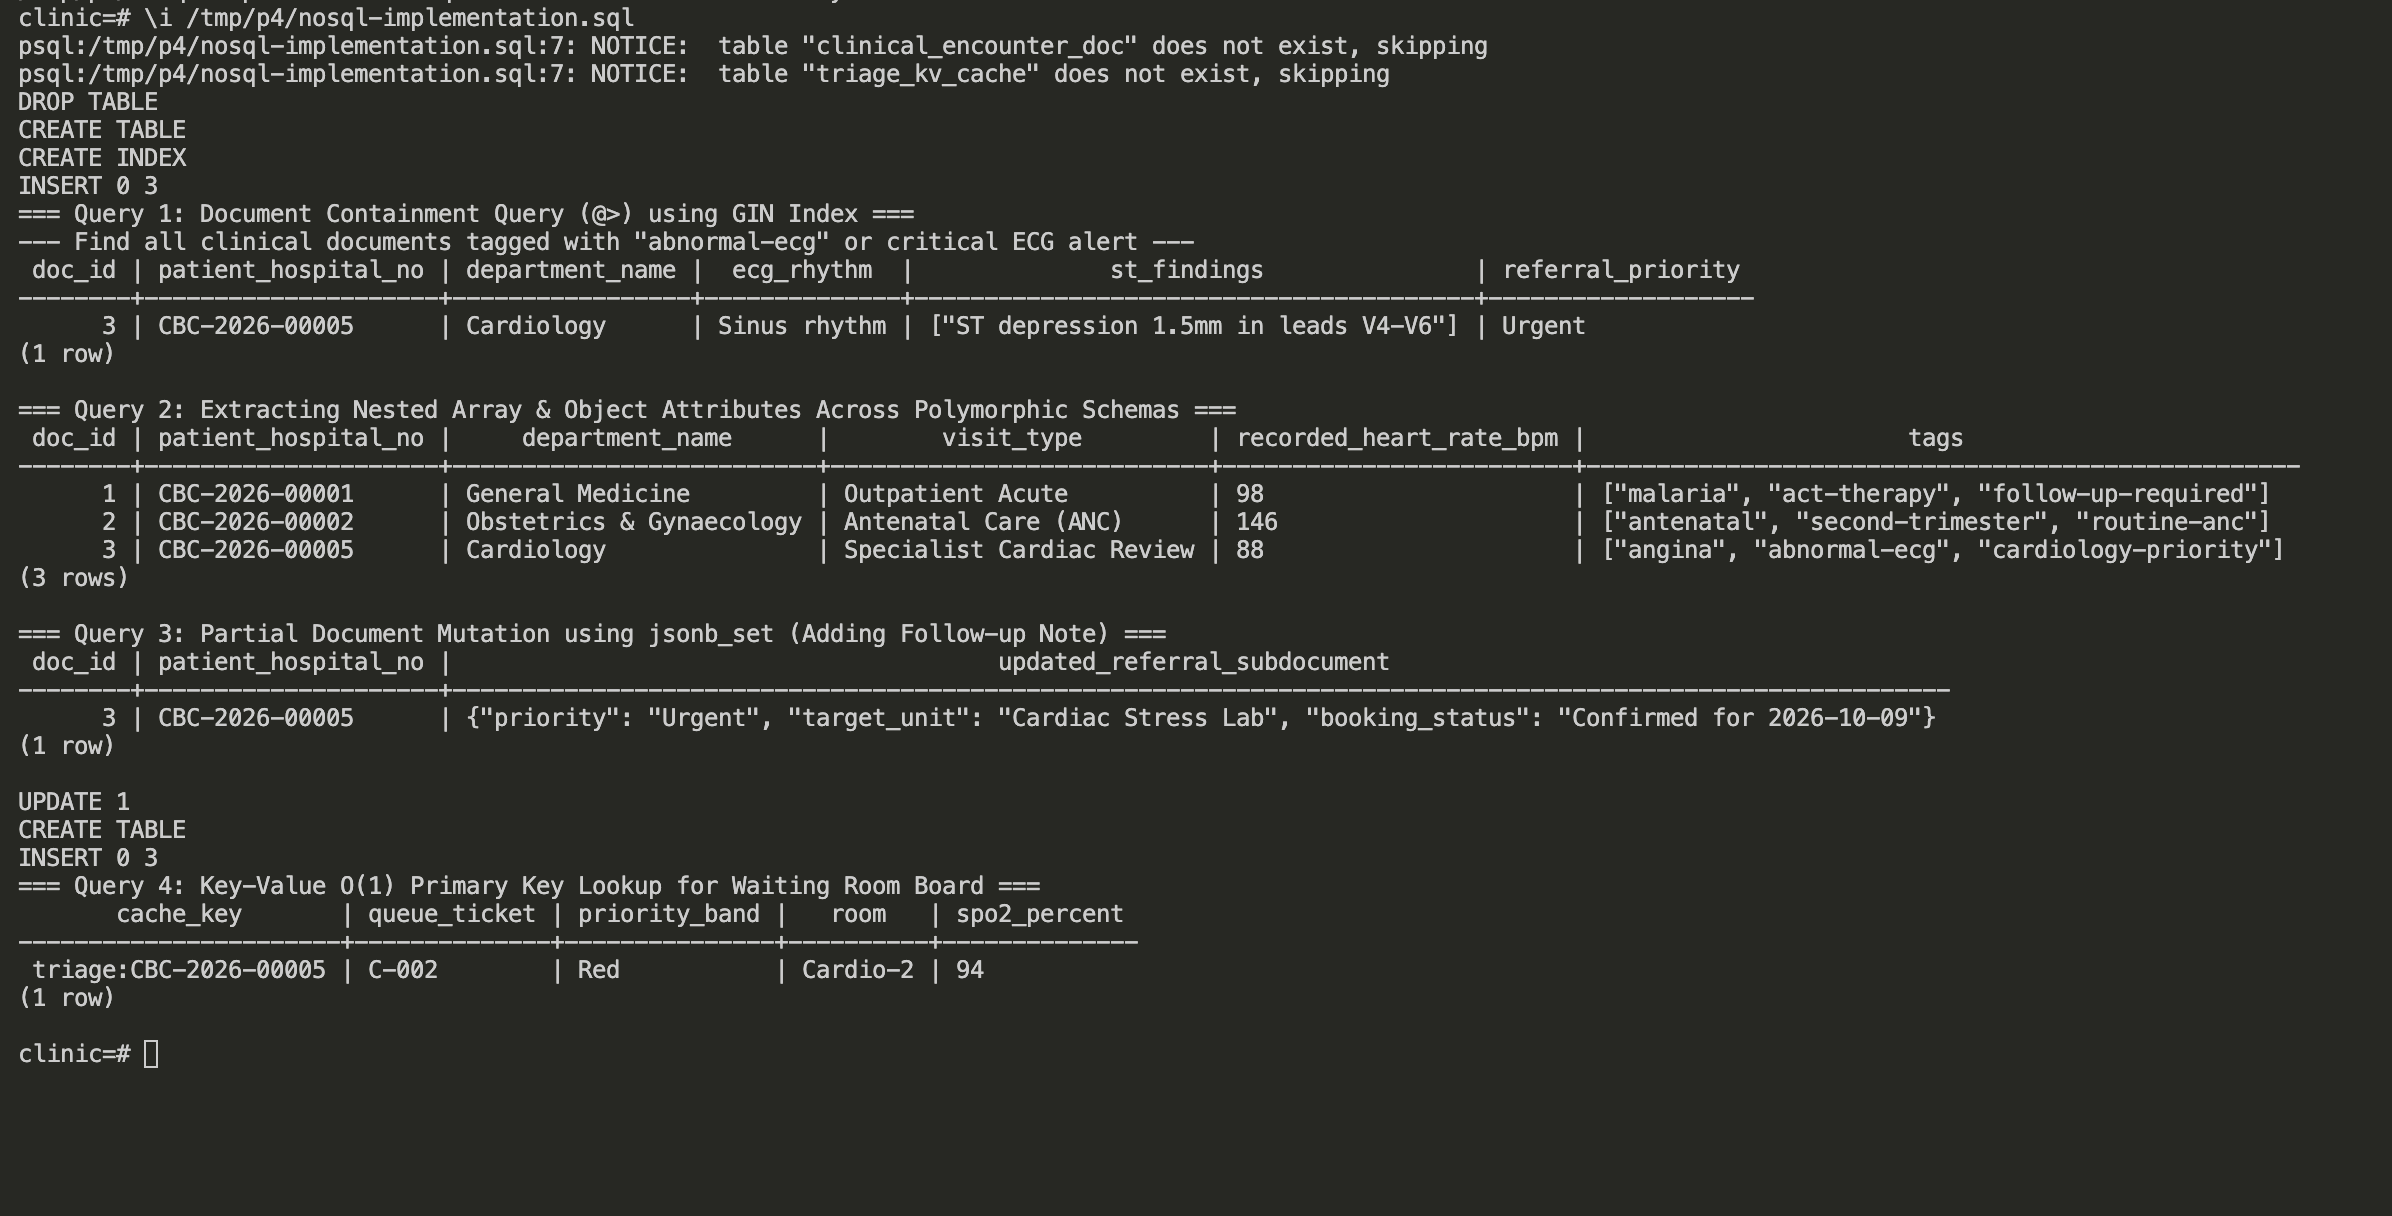 clinic=# \i /tmp/p4/nosql-implementation.sql
psql:/tmp/p4/nosql-implementation.sql:7: NOTICE:  table "clinical_encounter_doc" does not exist, skipping
psql:/tmp/p4/nosql-implementation.sql:7: NOTICE:  table "triage_kv_cache" does not exist, skipping
DROP TABLE
CREATE TABLE
CREATE INDEX
INSERT 0 3
=== Query 1: Document Containment Query (@>) using GIN Index ===
--- Find all clinical documents tagged with "abnormal-ecg" or critical ECG alert ---
 doc_id | patient_hospital_no | department_name | ecg_rhythm  |              st_findings               | referral_priority
--------+---------------------+-----------------+-------------+----------------------------------------+-------------------
      3 | CBC-2026-00005      | Cardiology      | Sinus rhythm | ["ST depression 1.5mm in leads V4-V6"] | Urgent
(1 row)

=== Query 2: Extracting Nested Array & Object Attributes Across Polymorphic Schemas ===
 doc_id | patient_hospital_no |     department_name      |        visit_type         | recorded_heart_rate_bpm |                       tags
--------+---------------------+--------------------------+---------------------------+-------------------------+---------------------------------------------------
      1 | CBC-2026-00001      | General Medicine         | Outpatient Acute          | 98                      | ["malaria", "act-therapy", "follow-up-required"]
      2 | CBC-2026-00002      | Obstetrics & Gynaecology | Antenatal Care (ANC)      | 146                     | ["antenatal", "second-trimester", "routine-anc"]
      3 | CBC-2026-00005      | Cardiology               | Specialist Cardiac Review | 88                      | ["angina", "abnormal-ecg", "cardiology-priority"]
(3 rows)

=== Query 3: Partial Document Mutation using jsonb_set (Adding Follow-up Note) ===
 doc_id | patient_hospital_no |                                       updated_referral_subdocument
--------+---------------------+-----------------------------------------------------------------------------------------------------------
      3 | CBC-2026-00005      | {"priority": "Urgent", "target_unit": "Cardiac Stress Lab", "booking_status": "Confirmed for 2026-10-09"}
(1 row)

UPDATE 1
CREATE TABLE
INSERT 0 3
=== Query 4: Key-Value O(1) Primary Key Lookup for Waiting Room Board ===
       cache_key       | queue_ticket | priority_band |   room   | spo2_percent
-----------------------+--------------+---------------+----------+--------------
 triage:CBC-2026-00005 | C-002        | Red           | Cardio-2 | 94
(1 row)

clinic=#